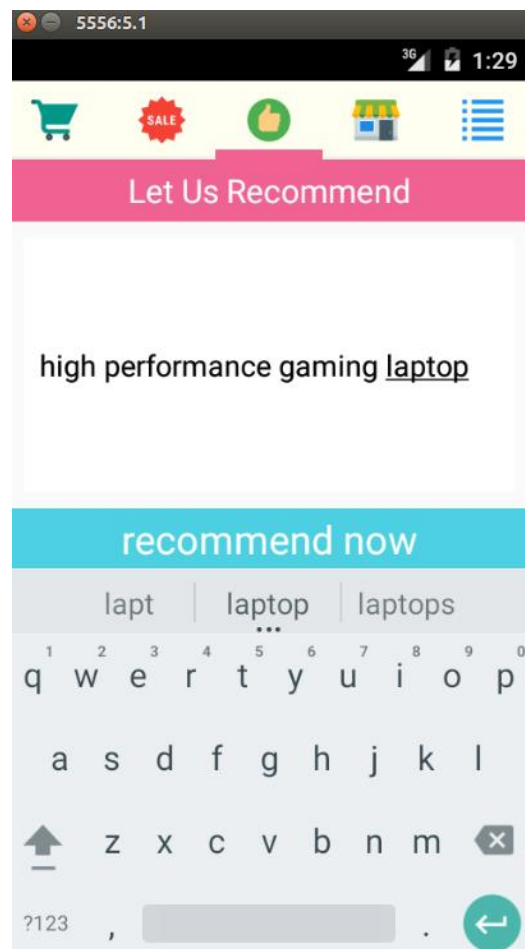 5556:5.1
3G 1:29
SALE
Let Us Recommend
high performance gaming laptop
recommend now
lapt laptop laptops
1 2 3 4 5 6 7 8 9 0
q w e r t y u i o p
a s d f g h j k l
z x c v b n m
?123 , .